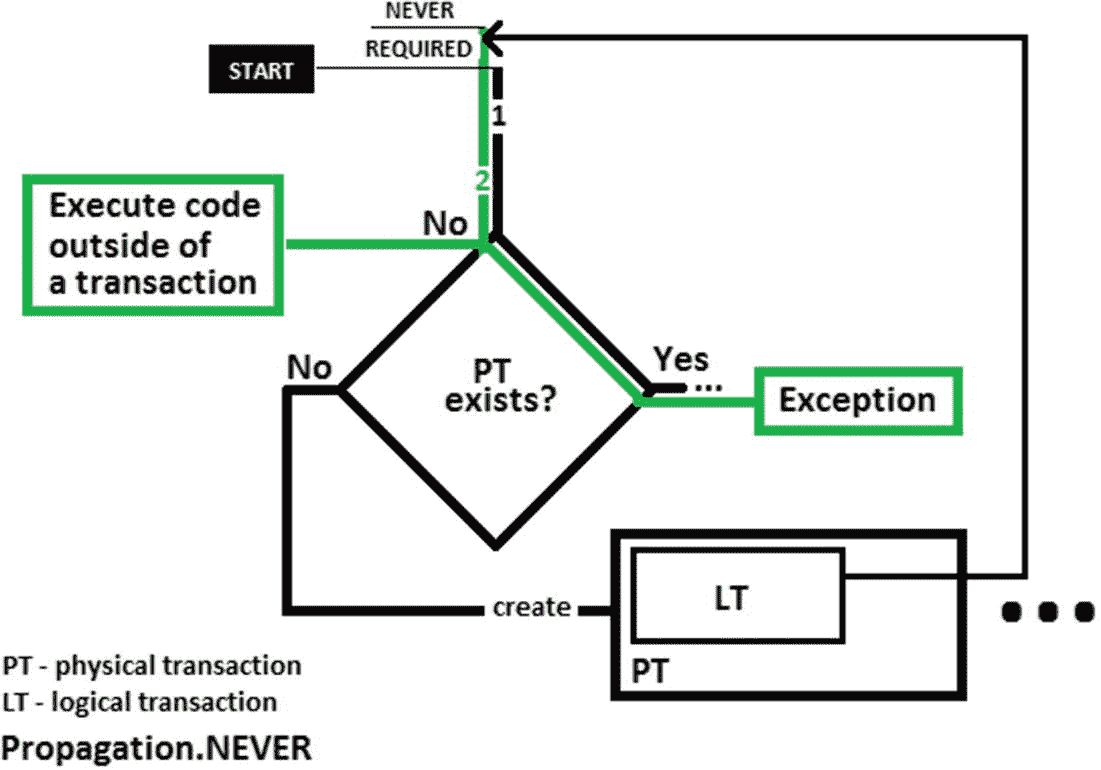 NEVER
REQUIRED
START
1
2
Execute code
outside of
a transaction
No
No
PT
exists?
Yes
...
Exception
create
LT
PT
PT - physical transaction
LT - logical transaction
Propagation.NEVER